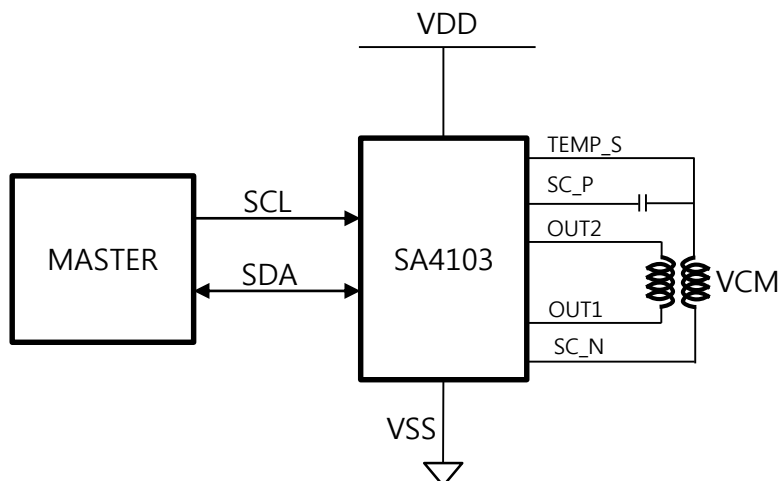 VDD
TEMP_S
SC_P
SCL
OUT2
MASTER
SA4103
SDA
VCM
OUT1
SC_N
VSS